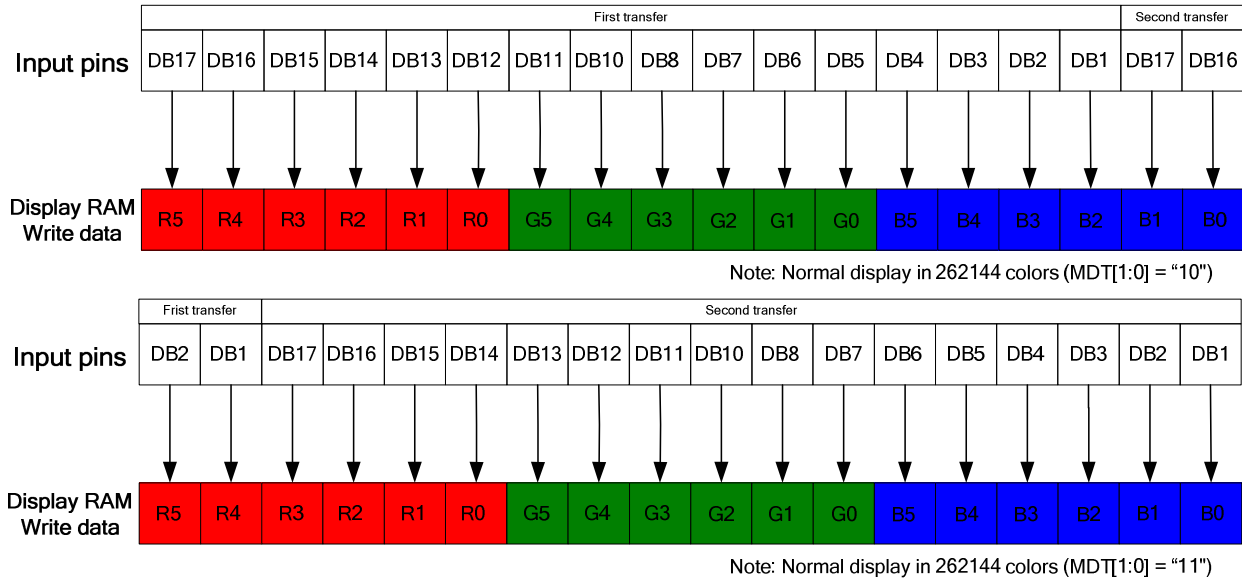 First transfer Second transfer
Input pins DB17 DB16 DB15 DB14 DB13 DB12 DB11 DB10 DB8 DB7 DB6 DB5 DB4 DB3 DB2 DB1 DB17 DB16
Display RAM
Write data
R5 R4 R3 R2 R1 R0 G5 G4 G3 G2 G1 G0 B5 B4 B3 B2 B1 B0
Note: Normal display in 262144 colors (MDT[1:0] = “10")
Frist transfer Second transfer
Input pins DB2 DB1 DB17 DB16 DB15 DB14 DB13 DB12 DB11 DB10 DB8 DB7 DB6 DB5 DB4 DB3 DB2 DB1
Display RAM
Write data
R5 R4 R3 R2 R1 R0 G5 G4 G3 G2 G1 G0 B5 B4 B3 B2 B1 B0
Note: Normal display in 262144 colors (MDT[1:0] = “11")